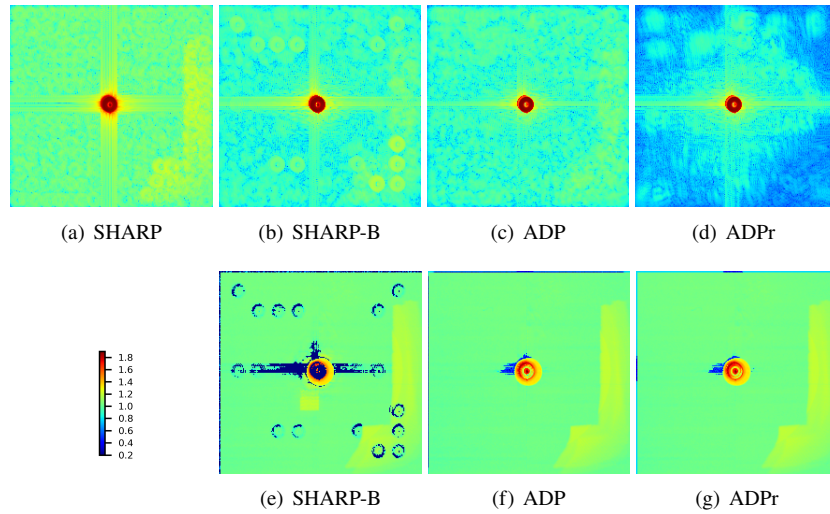 (a) SHARP
(b) SHARP-B
(c) ADP
(d) ADPr
1.8
1.6
1.4
1.2
1.0
0.8
0.6
0.4
0.2
(e) SHARP-B
(f) ADP
(g) ADPr